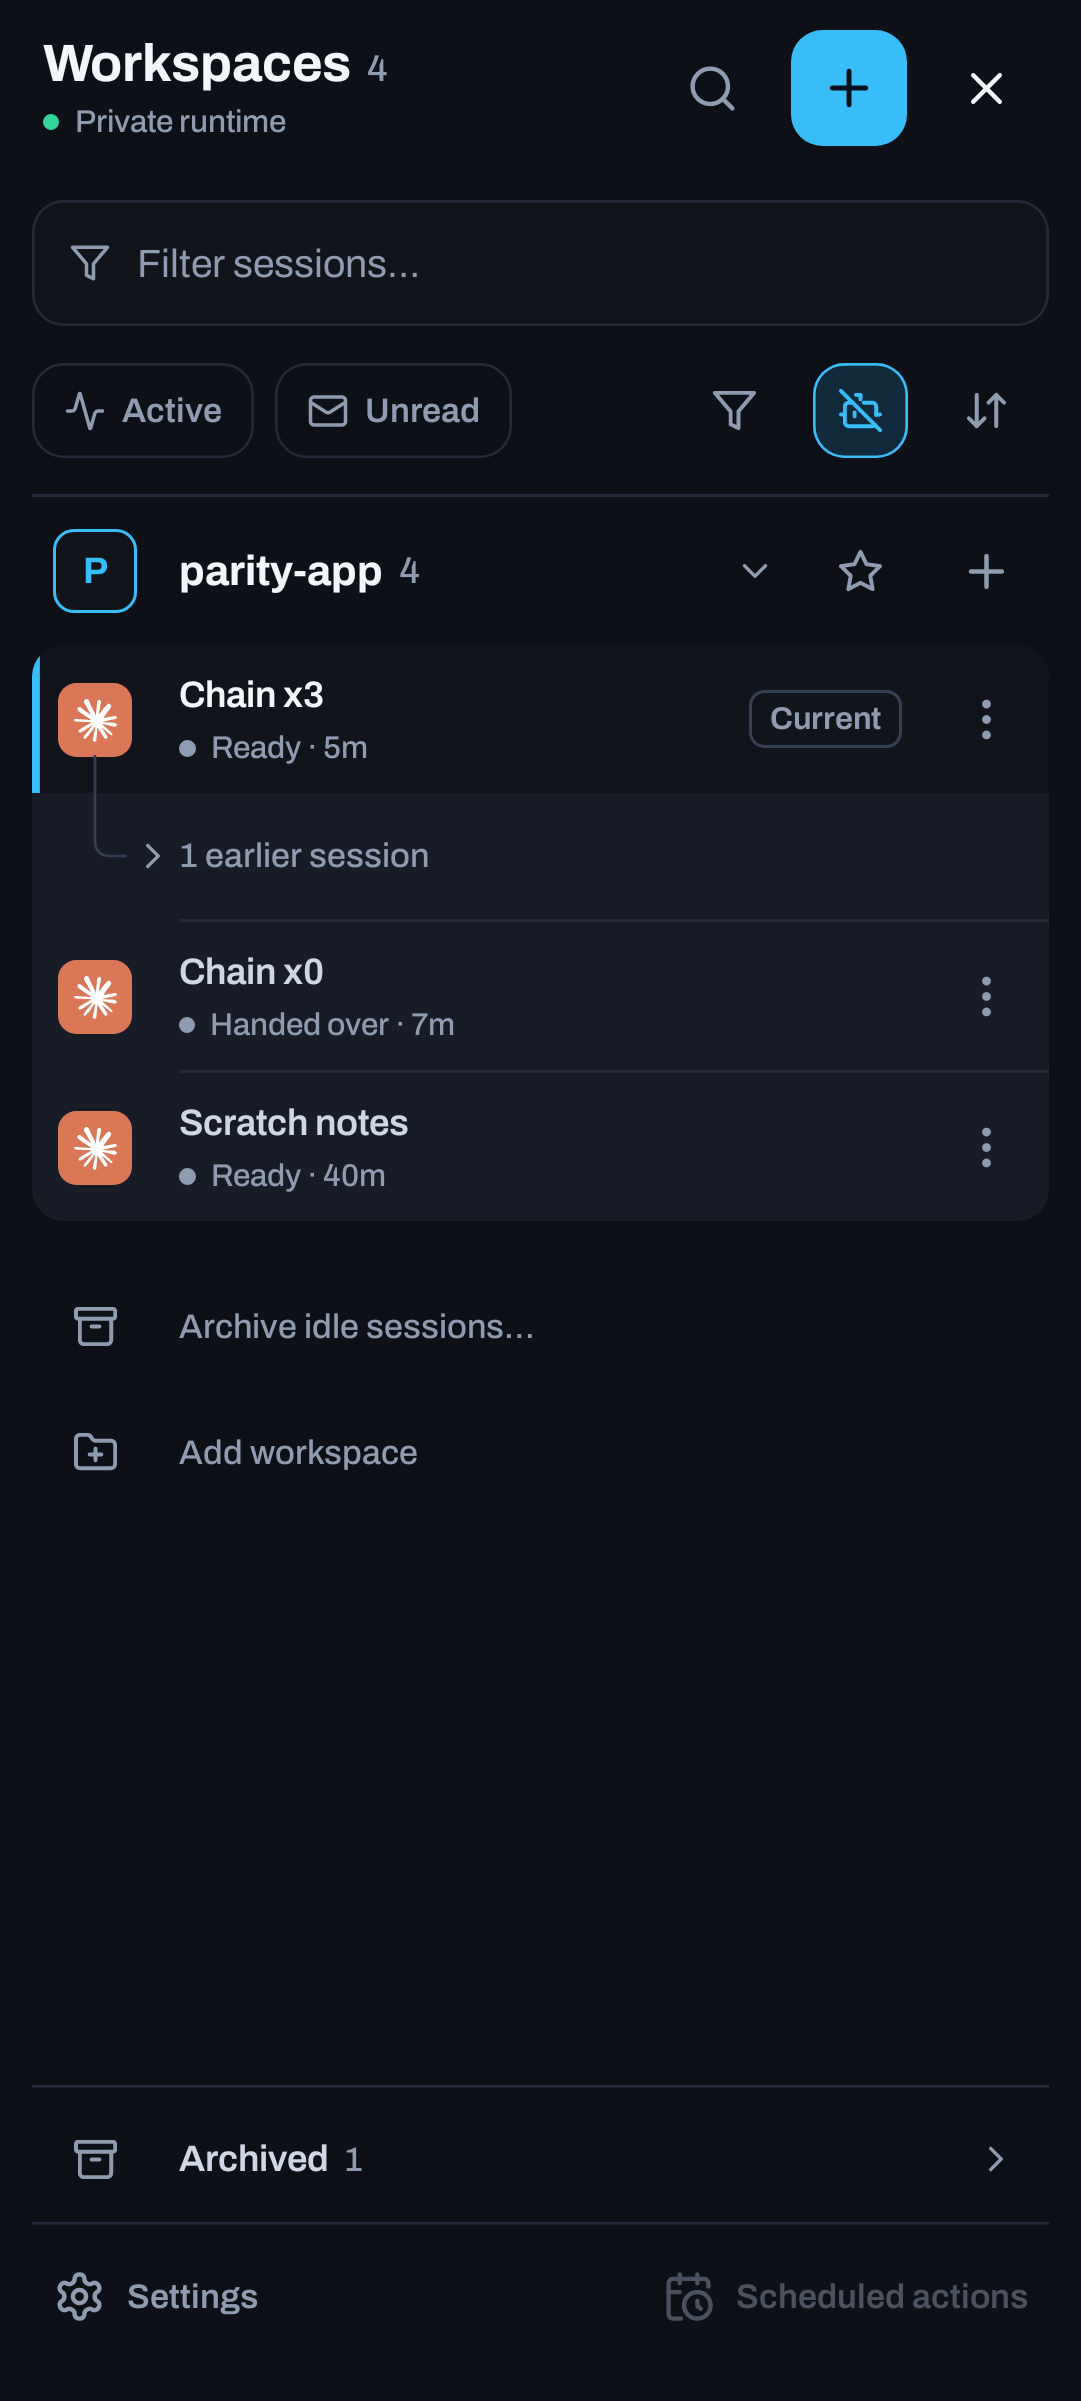 Workspaces 4
Private runtime
Filter sessions...
Active
Unread
P
parity-app 4
Chain x3
Ready · 5m
Current
1 earlier session
Chain x0
Handed over · 7m
Scratch notes
Ready · 40m
Archive idle sessions...
Add workspace
Archived 1
Settings
Scheduled actions